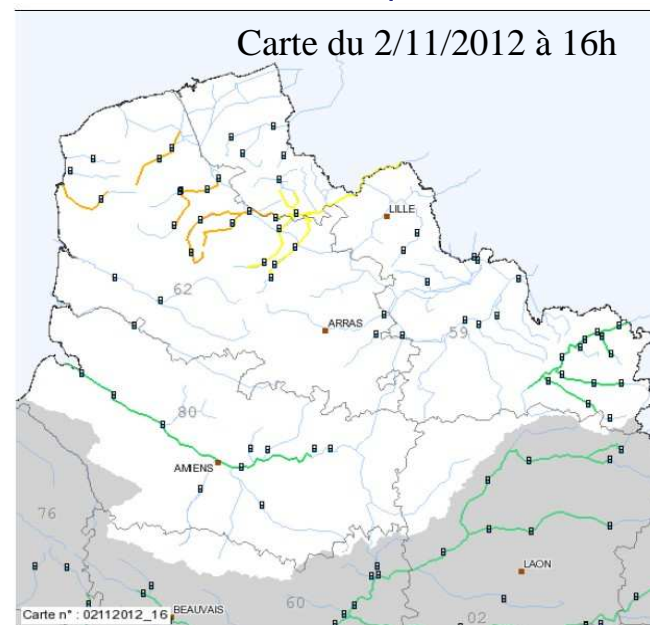 Carte du 2/11/2012 à 16h
LILLE
62
ARRAS
59
80
AMIENS
76
LAON
Carte n° : 02112012_16
BEAUVAIS
60
02